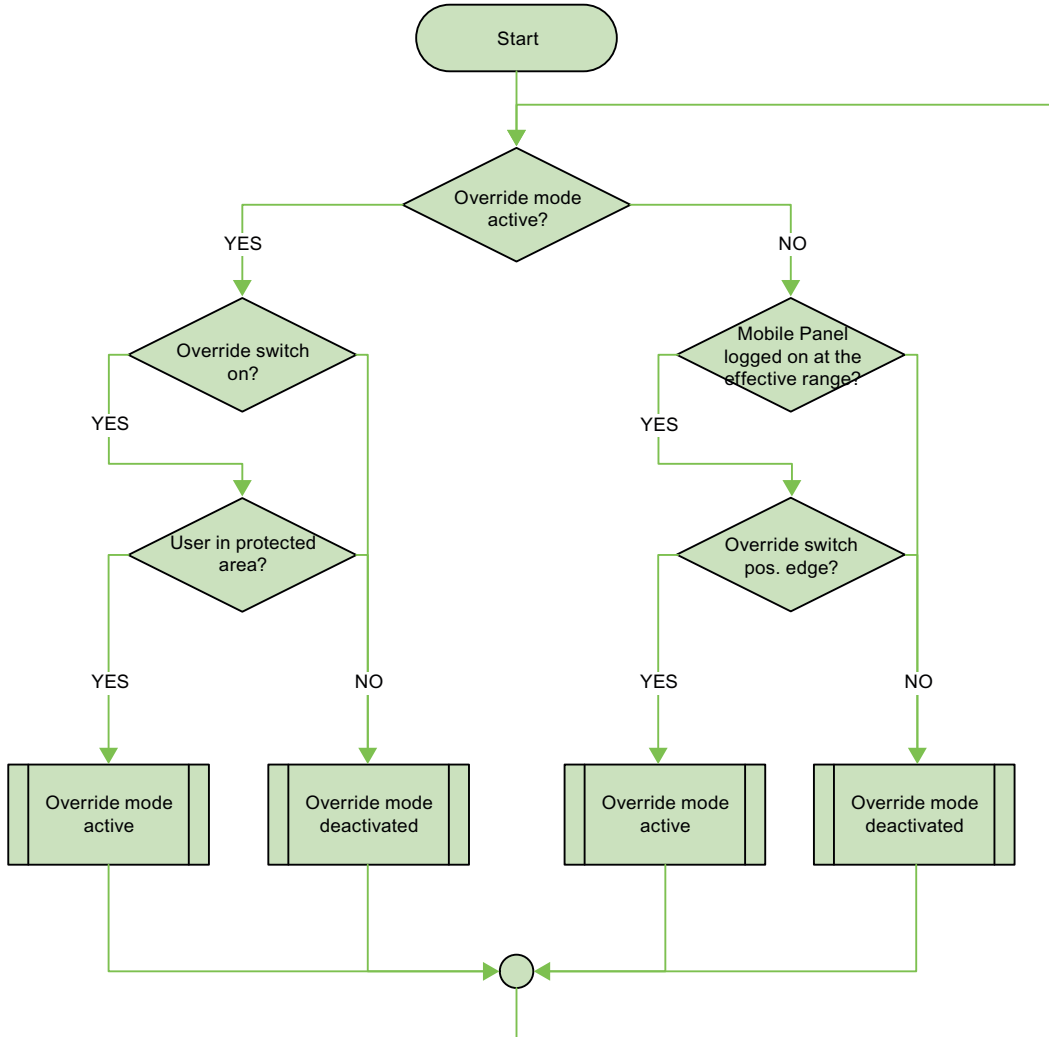 Start
Override mode
active?
YES
NO
Override switch
on?
Mobile Panel
logged on at the
effective range?
YES
YES
User in protected
area?
Override switch
pos. edge?
YES
NO
YES
NO
Override mode
active
Override mode
deactivated
Override mode
active
Override mode
deactivated